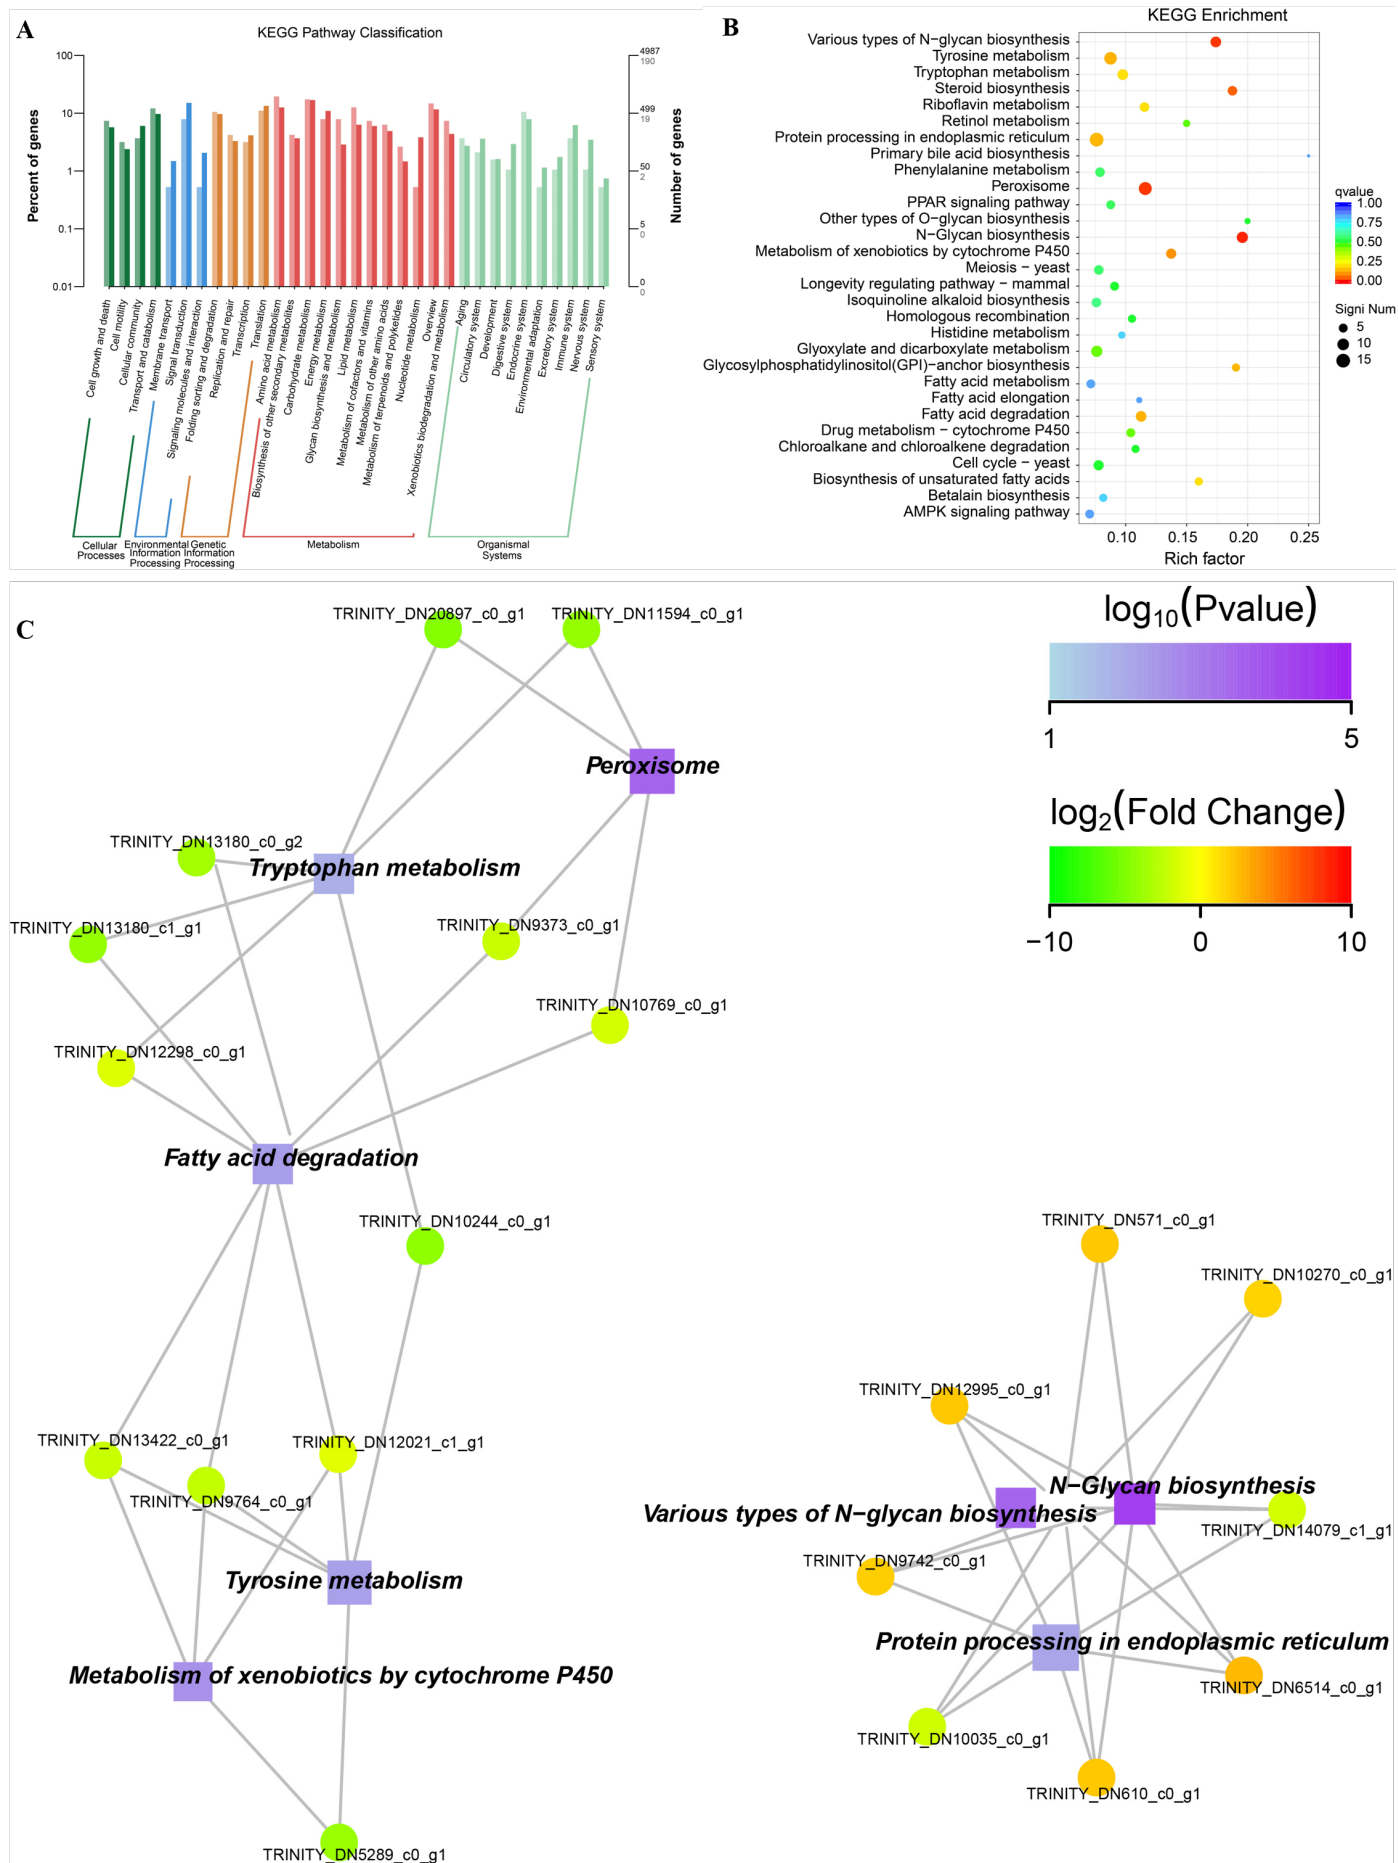 A
KEGG Pathway Classification
Percent of genes
100
10
1
0.1
0.01
4987
190
499
19
50
2
5
0
0
0
Number of genes
Cell growth and death
Cell motility
Cellular community
Transport and catabolism
Membrane transport
Signal transduction
Signaling molecules and interaction
Folding sorting and degradation
Replication and repair
Transcription
Translation
Amino acid metabolism
Biosynthesis of other secondary metabolites
Carbohydrate metabolism
Energy metabolism
Glycan biosynthesis and metabolism
Lipid metabolism
Metabolism of cofactors and vitamins
Metabolism of other amino acids
Metabolism of terpenoids and polyketides
Nucleotide metabolism
Overview
Xenobiotics biodegradation and metabolism
Aging
Circulatory system
Development
Digestive system
Endocrine system
Environmental adaptation
Excretory system
Immune system
Nervous system
Sensory system
Cellular
Processes
Environmental
Information
Processing
Genetic
Information
Processing
Metabolism
Organismal
Systems
B
KEGG Enrichment
Various types of N-glycan biosynthesis
Tyrosine metabolism
Tryptophan metabolism
Steroid biosynthesis
Riboflavin metabolism
Retinol metabolism
Protein processing in endoplasmic reticulum
Primary bile acid biosynthesis
Phenylalanine metabolism
Peroxisome
PPAR signaling pathway
Other types of O-glycan biosynthesis
N-Glycan biosynthesis
Metabolism of xenobiotics by cytochrome P450
Meiosis − yeast
Longevity regulating pathway − mammal
Isoquinoline alkaloid biosynthesis
Homologous recombination
Histidine metabolism
Glyoxylate and dicarboxylate metabolism
Glycosylphosphatidylinositol(GPI)−anchor biosynthesis
Fatty acid metabolism
Fatty acid elongation
Fatty acid degradation
Drug metabolism − cytochrome P450
Chloroalkane and chloroalkene degradation
Cell cycle − yeast
Biosynthesis of unsaturated fatty acids
Betalain biosynthesis
AMPK signaling pathway
0.10 0.15 0.20 0.25
Rich factor
qvalue
1.00
0.75
0.50
0.25
0.00
Signi Num
5
10
15
C
log10(Pvalue)
1 5
log2(Fold Change)
−10 0 10
TRINITY_DN20897_c0_g1
TRINITY_DN11594_c0_g1
Peroxisome
TRINITY_DN13180_c0_g2
Tryptophan metabolism
TRINITY_DN13180_c1_g1
TRINITY_DN9373_c0_g1
TRINITY_DN10769_c0_g1
TRINITY_DN12298_c0_g1
Fatty acid degradation
TRINITY_DN10244_c0_g1
TRINITY_DN13422_c0_g1
TRINITY_DN12021_c1_g1
TRINITY_DN9764_c0_g1
Tyrosine metabolism
Metabolism of xenobiotics by cytochrome P450
TRINITY_DN5289_c0_g1
TRINITY_DN571_c0_g1
TRINITY_DN10270_c0_g1
TRINITY_DN12995_c0_g1
N−Glycan biosynthesis
Various types of N−glycan biosynthesis
TRINITY_DN14079_c1_g1
TRINITY_DN9742_c0_g1
Protein processing in endoplasmic reticulum
TRINITY_DN6514_c0_g1
TRINITY_DN10035_c0_g1
TRINITY_DN610_c0_g1